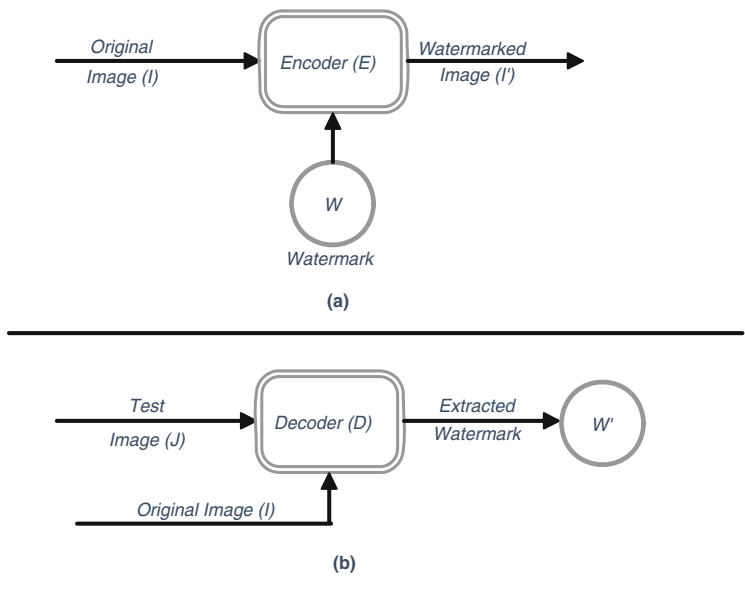 Original
Image (I)
Encoder (E)
Watermarked
Image (I')
W
Watermark
(a)
Test
Image (J)
Decoder (D)
Extracted
Watermark
W'
Original Image (I)
(b)